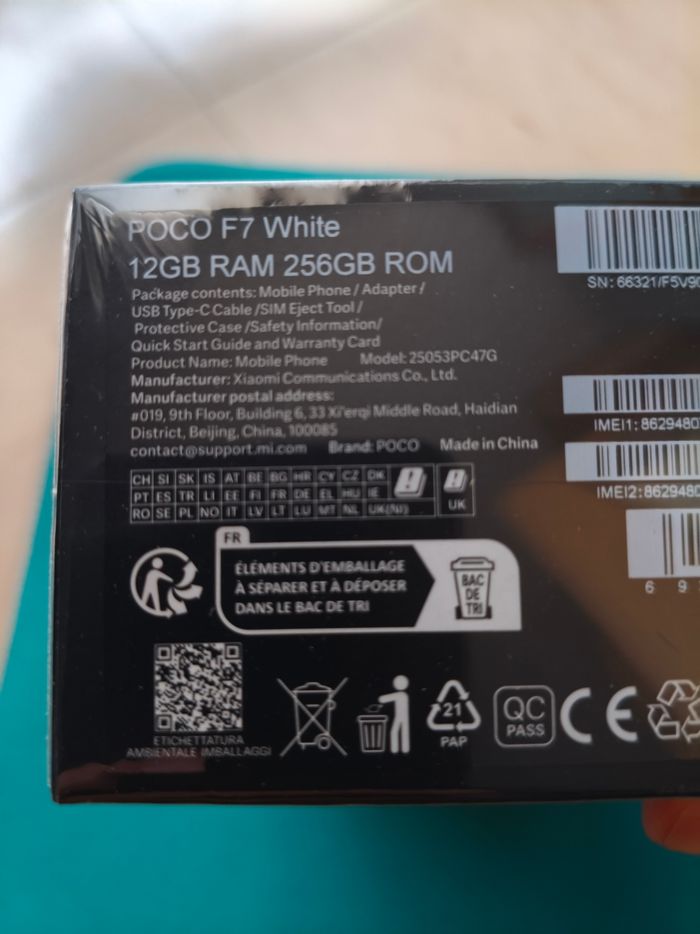 POCO F7 White
12GB RAM 256GB ROM
Package contents: Mobile Phone / Adapter /
USB Type-C Cable /SIM Eject Tool /
Protective Case /Safety Information/
Quick Start Guide and Warranty Card
Product Name: Mobile Phone Model: 25053PC47G
Manufacturer: Xiaomi Communications Co., Ltd.
Manufacturer postal address:
#019, 9th Floor, Building 6, 33 Xi'erqi Middle Road, Haidian
District, Beijing, China, 100085
contact@support.mi.com Brand: POCO Made in China
SN: 66321/F5V90
IMEI1: 8629480
IMEI2: 8629480
6 9
CH SI SK IS AT BE BG HR CY CZ DK
PT ES TR LI EE FI FR DE EL HU IE
RO SE PL NO IT LV LT LU MT NL UK(NI)
UK
FR
ÉLÉMENTS D'EMBALLAGE
À SÉPARER ET À DÉPOSER
DANS LE BAC DE TRI
BAC
DE
TRI
ETICHETTATURA
AMBIENTALE IMBALLAGGI
21
PAP
QC
PASS
CE